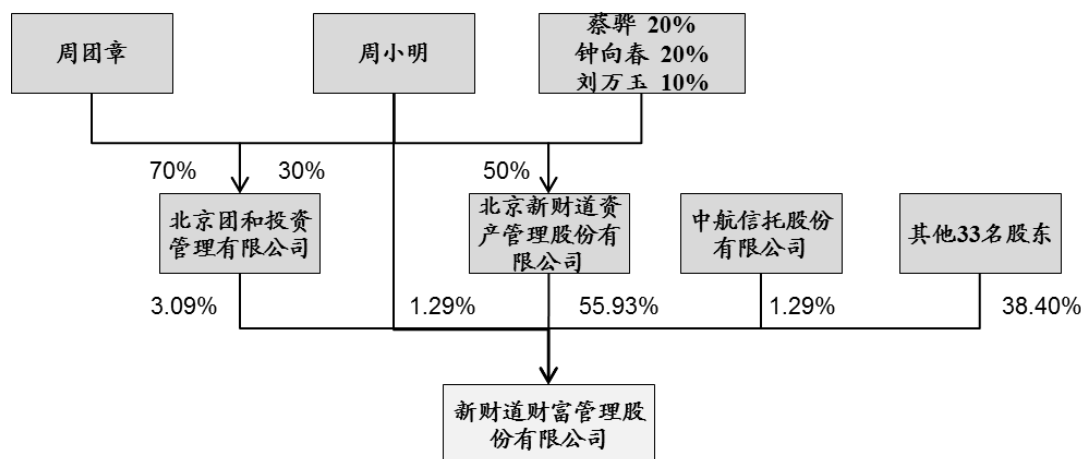 周团章
周小明
蔡骅 20%
钟向春 20%
刘万玉 10%
70%
30%
50%
北京团和投资
管理有限公司
北京新财道资
产管理股份有
限公司
中航信托股份
有限公司
其他33名股东
3.09%
1.29%
55.93%
1.29%
38.40%
新财道财富管理股
份有限公司